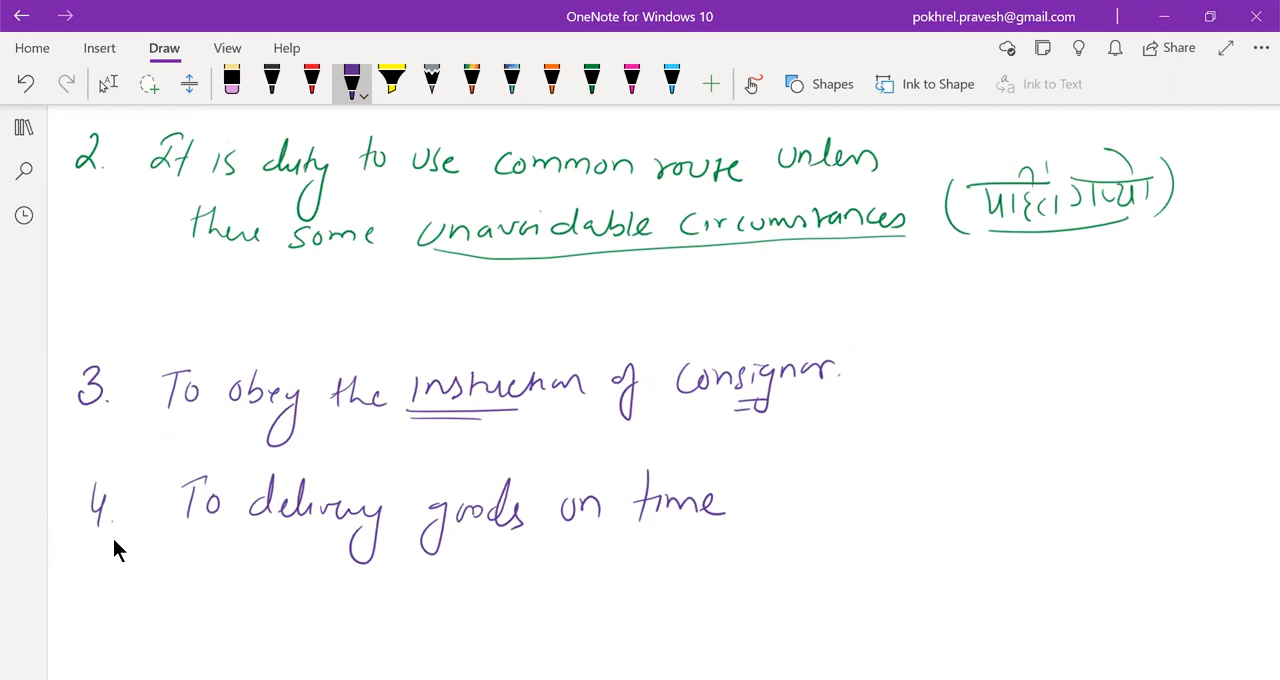 OneNote for Windows 10
pokhrel.pravesh@gmail.com
Home Insert Draw View Help
Share
Shapes Ink to Shape Ink to Text
2. It is duty to use common route unless
there some unavoidable circumstances
3. To obey the instruction of consignor.
4. To delivery goods on time